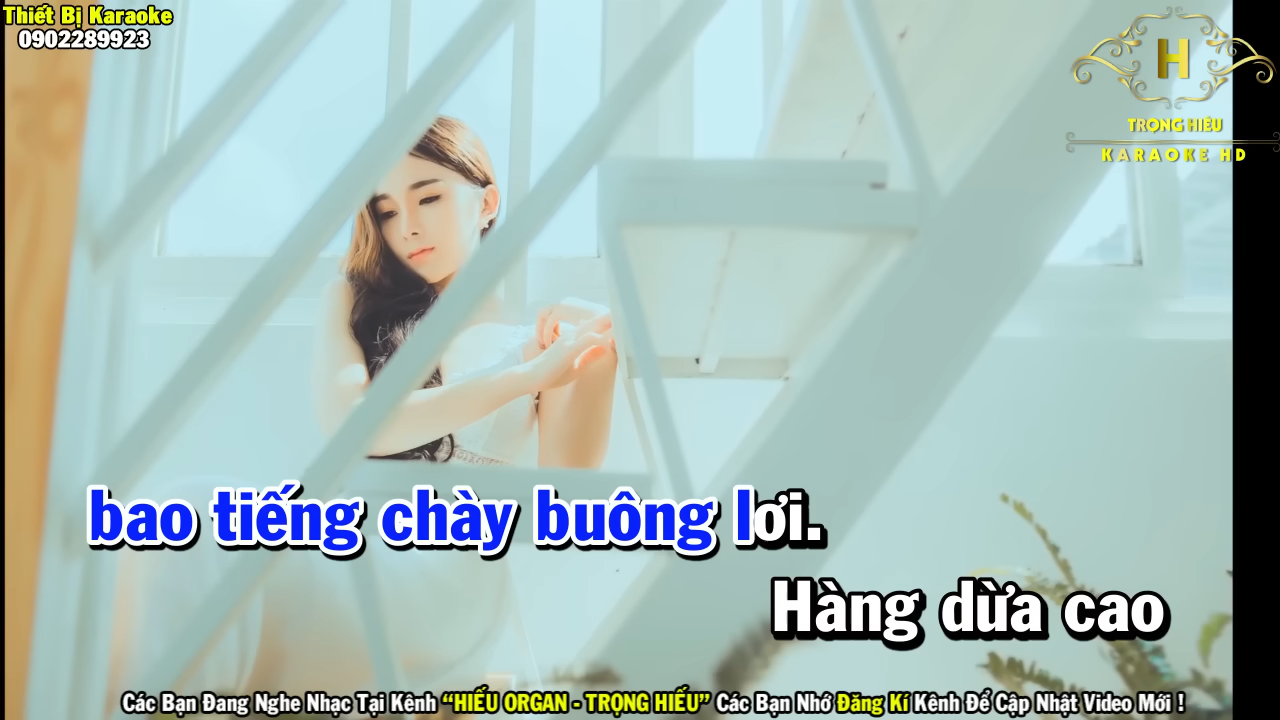 Thiết Bị Karaoke
0902289923
H
TRỌNG HIẾU
KARAOKE HD
bao tiếng chày buông lơi.
Hàng dừa cao
Các Bạn Đang Nghe Nhạc Tại Kênh “HIẾU ORGAN - TRỌNG HIẾU” Các Bạn Nhớ Đăng Kí Kênh Để Cập Nhật Video Mới !